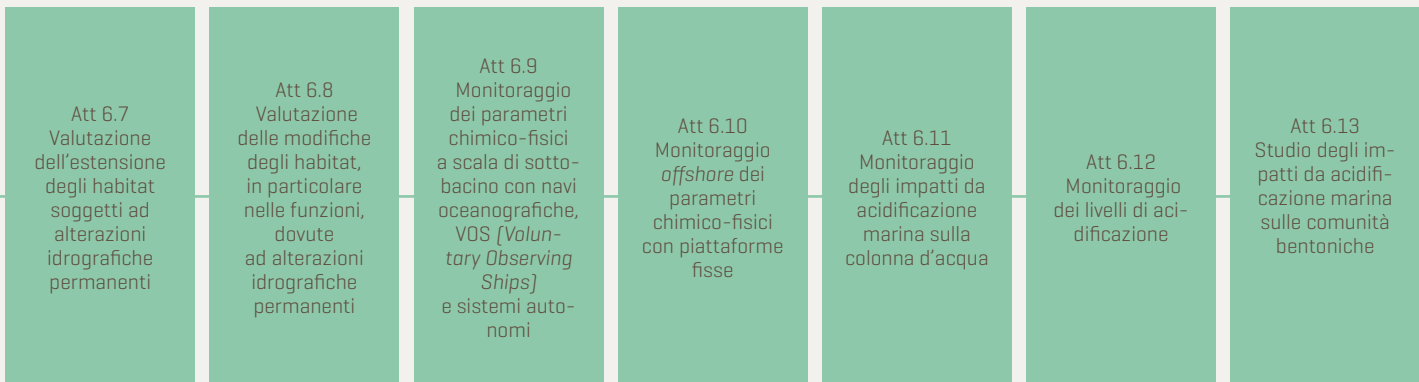 Att 6.7
Valutazione
dell'estensione
degli habitat
soggetti ad
alterazioni
idrografiche
permanenti
Att 6.8
Valutazione
delle modifiche
degli habitat,
in particolare
nelle funzioni,
dovute
ad alterazioni
idrografiche
permanenti
Att 6.9
Monitoraggio
dei parametri
chimico-fisici
a scala di sotto-
bacino con navi
oceanografiche,
VOS (Volun-
tary Observing
Ships)
e sistemi auto-
nomi
Att 6.10
Monitoraggio
offshore dei
parametri
chimico-fisici
con piattaforme
fisse
Att 6.11
Monitoraggio
degli impatti da
acidificazione
marina sulla
colonna d'acqua
Att 6.12
Monitoraggio
dei livelli di aci-
dificazione
Att 6.13
Studio degli im-
patti da acidifi-
cazione marina
sulle comunità
bentoniche